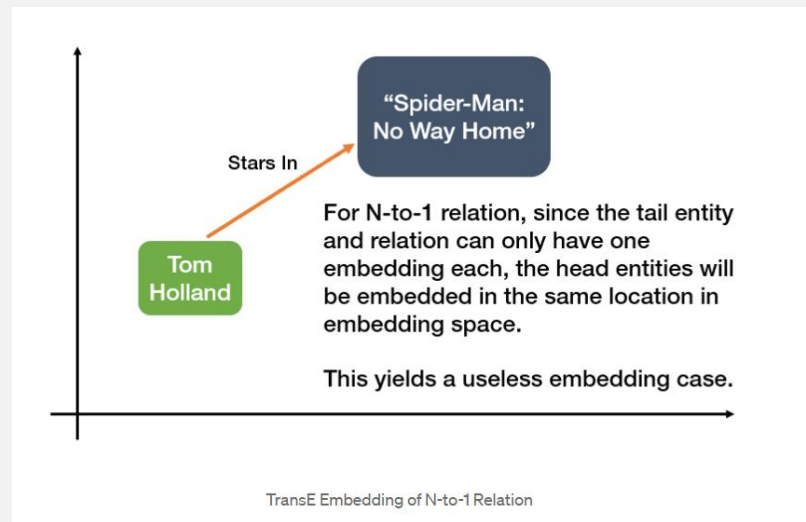 “Spider-Man:
No Way Home”
Stars In
Tom
Holland
For N-to-1 relation, since the tail entity
and relation can only have one
embedding each, the head entities will
be embedded in the same location in
embedding space.
This yields a useless embedding case.
TransE Embedding of N-to-1 Relation